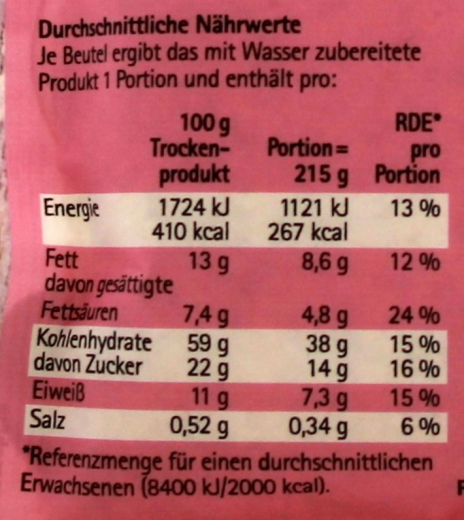 Durchschnittliche Nährwerte
Je Beutel ergibt das mit Wasser zubereitete
Produkt 1 Portion und enthält pro:
100 g RDE*
Trocken- Portion = pro
produkt 215 g Portion
Energie 1724 kJ 1121 kJ 13 %
410 kcal 267 kcal
Fett 13 g 8,6 g 12 %
davon gesättigte
Fettsäuren 7,4 g 4,8 g 24 %
Kohlenhydrate 59 g 38 g 15 %
davon Zucker 22 g 14 g 16 %
Eiweiß 11 g 7,3 g 15 %
Salz 0,52 g 0,34 g 6 %
*Referenzmenge für einen durchschnittlichen
Erwachsenen (8400 kJ/2000 kcal).